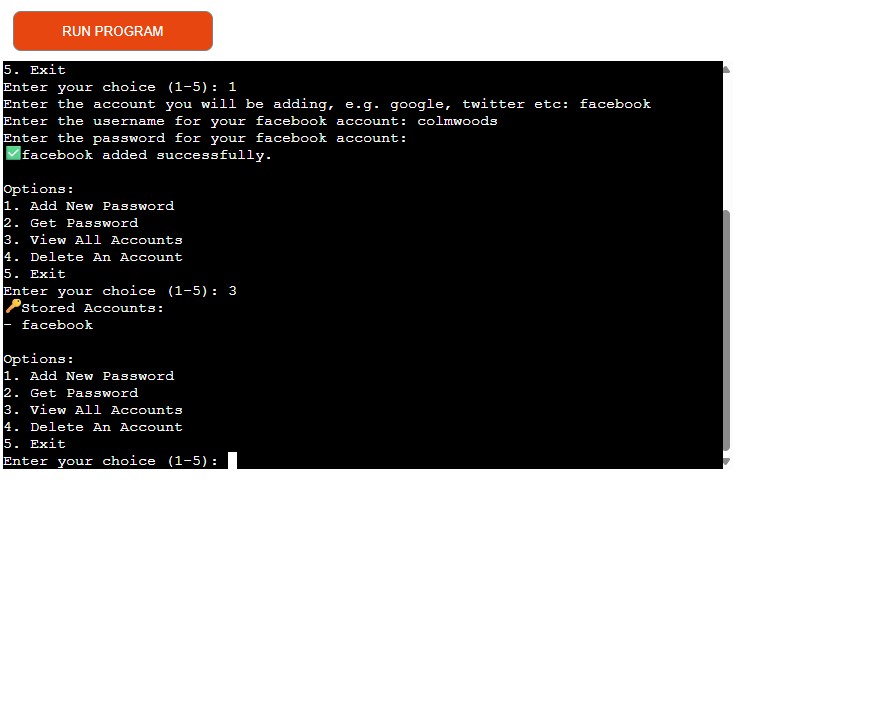 RUN PROGRAM
5. Exit
Enter your choice (1-5): 1
Enter the account you will be adding, e.g. google, twitter etc: facebook
Enter the username for your facebook account: colmwoods
Enter the password for your facebook account:
✅facebook added successfully.
Options:
1. Add New Password
2. Get Password
3. View All Accounts
4. Delete An Account
5. Exit
Enter your choice (1-5): 3
🔑Stored Accounts:
- facebook
Options:
1. Add New Password
2. Get Password
3. View All Accounts
4. Delete An Account
5. Exit
Enter your choice (1-5):